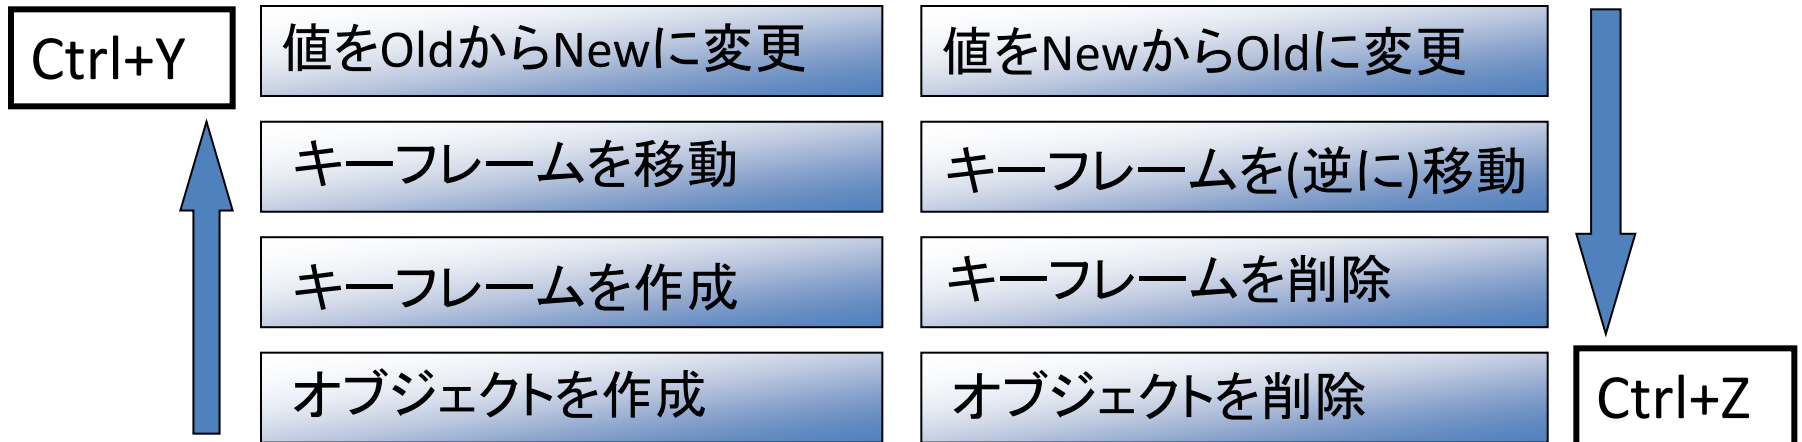 Ctrl+Y
値をOldからNewに変更
値をNewからOldに変更
キーフレームを移動
キーフレームを(逆に)移動
キーフレームを作成
キーフレームを削除
オブジェクトを作成
オブジェクトを削除
Ctrl+Z